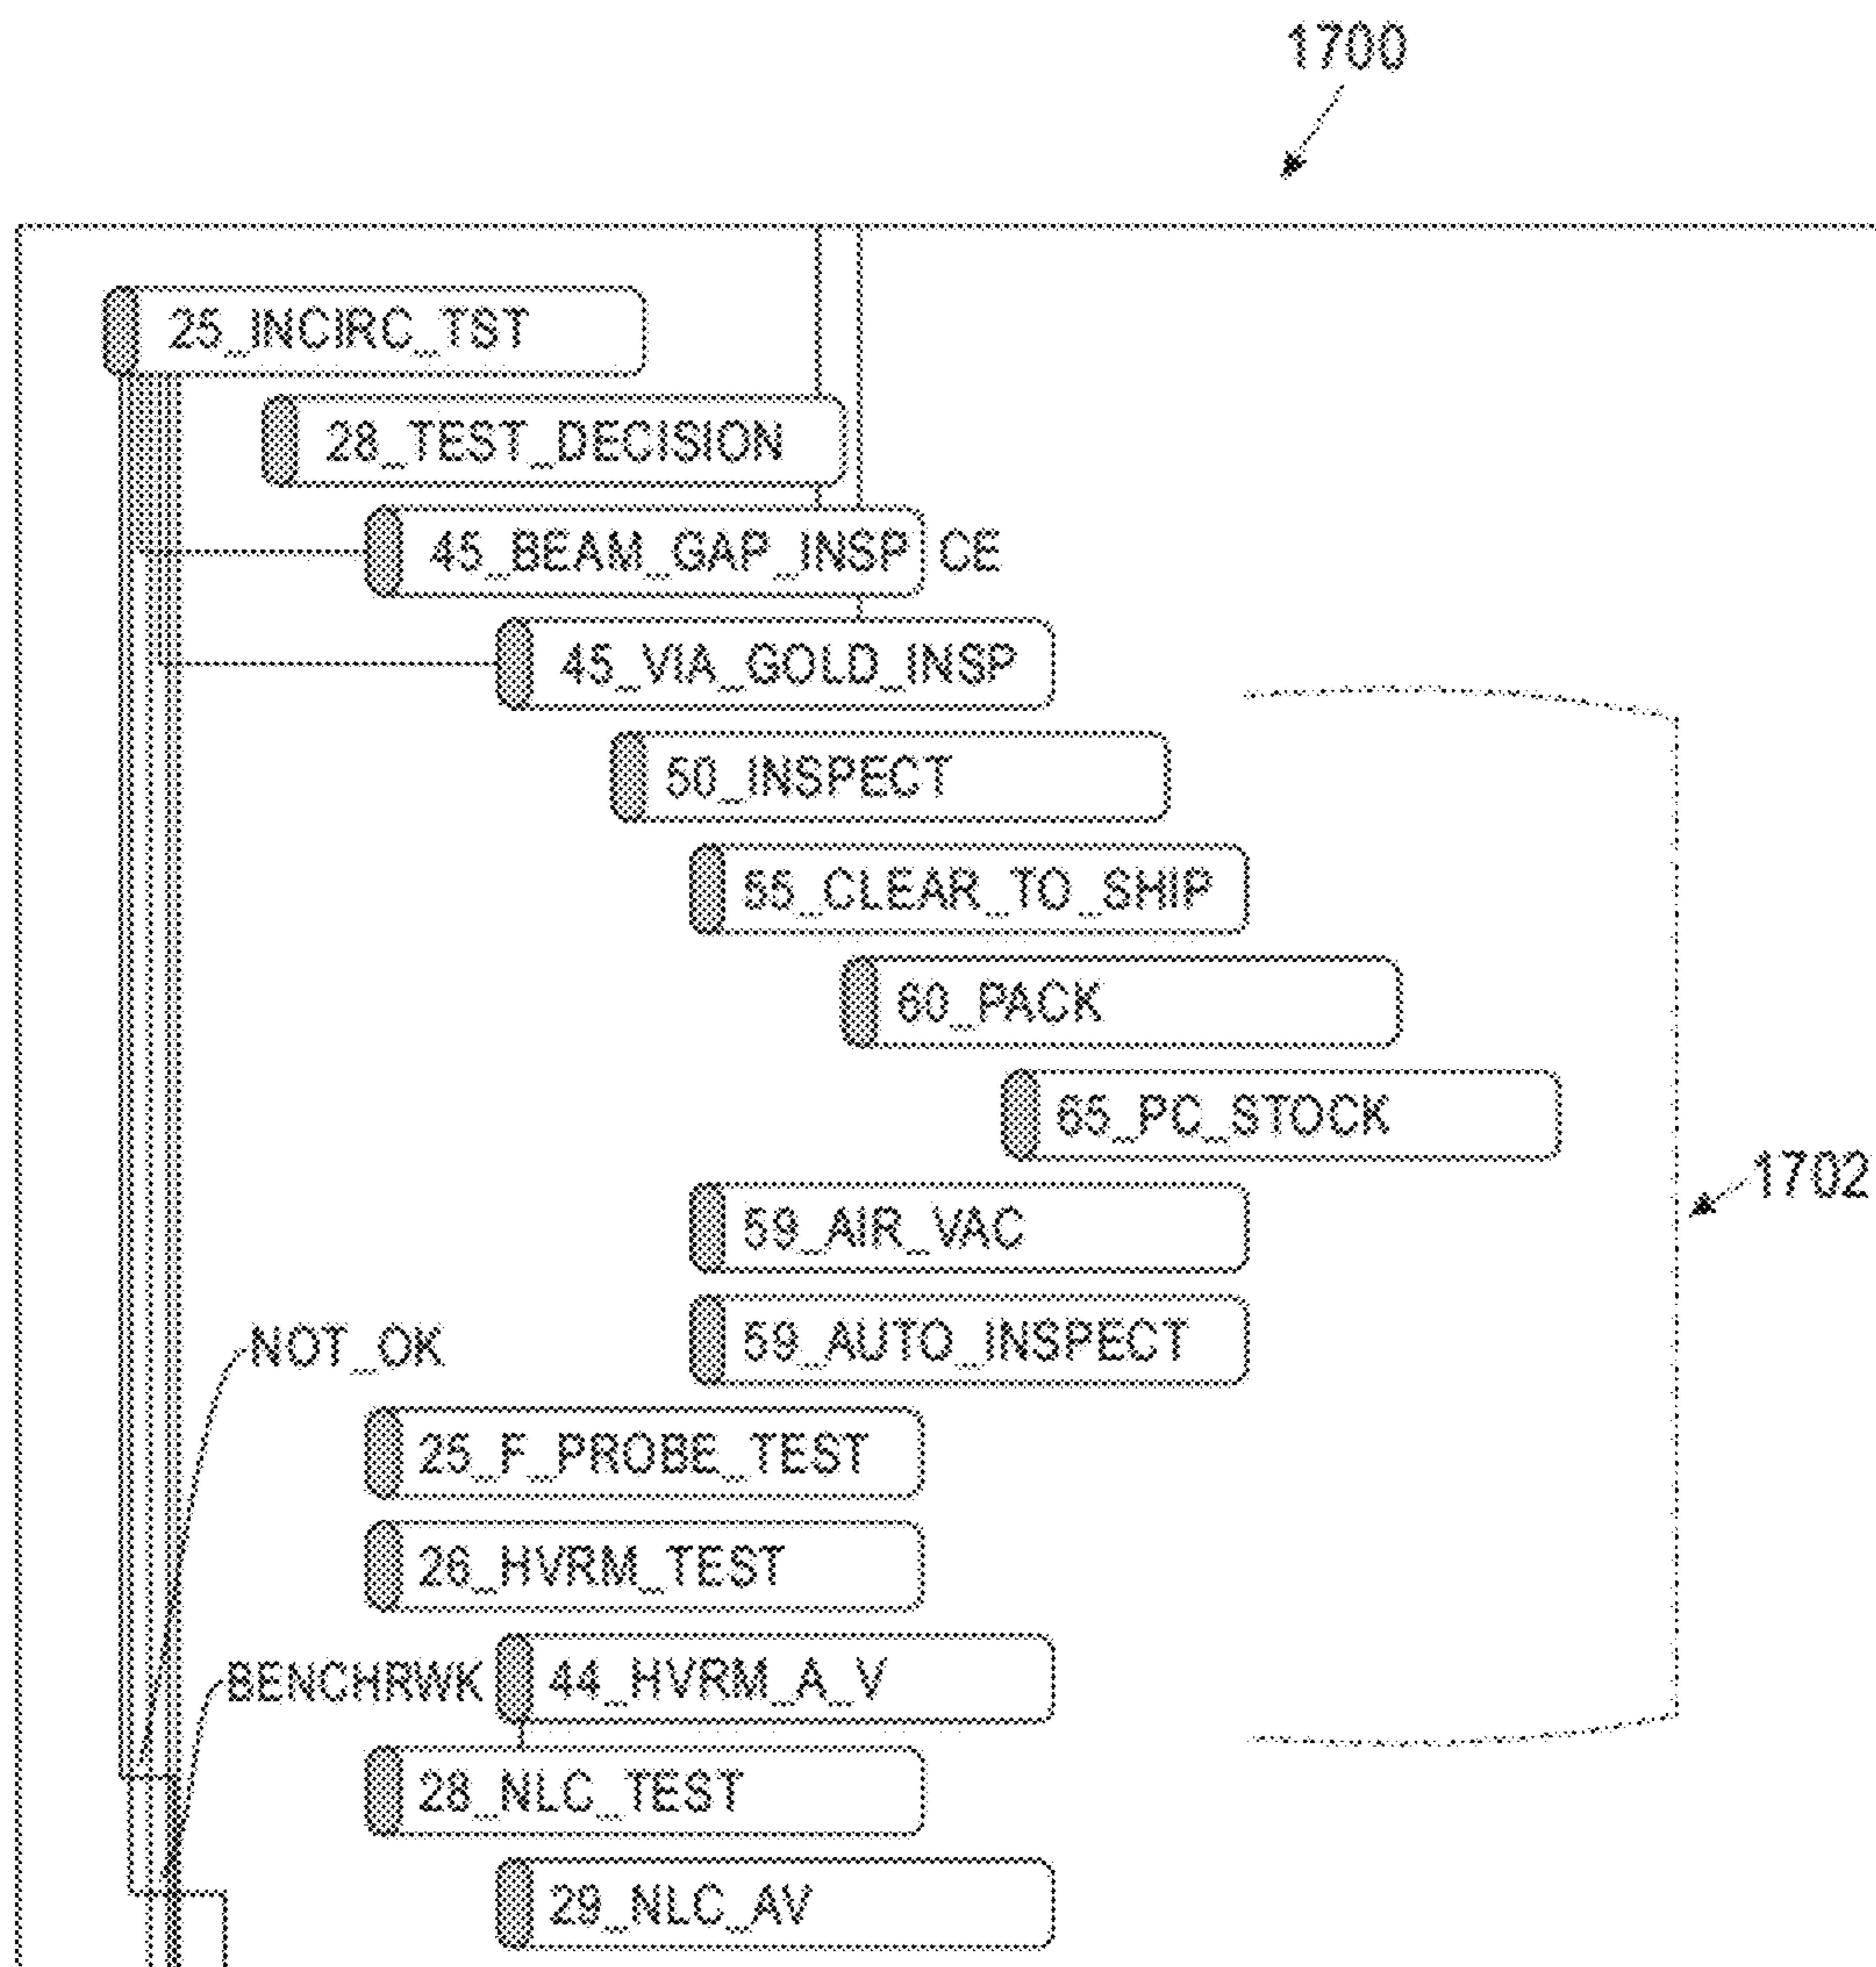 1700
25_INCIRC_TST
28_TEST_DECISION
45_BEAM_GAP_INSP CE
45_VIA_GOLD_INSP
50_INSPECT
55_CLEAR_TO_SHIP
60_PACK
65_PC_STOCK
1702
59_AIR_VAC
NOT_OK
59_AUTO_INSPECT
25_F_PROBE_TEST
26_HVRM_TEST
BENCHRWK 44_HVRM_A_V
28_NLC_TEST
29_NLC_AV